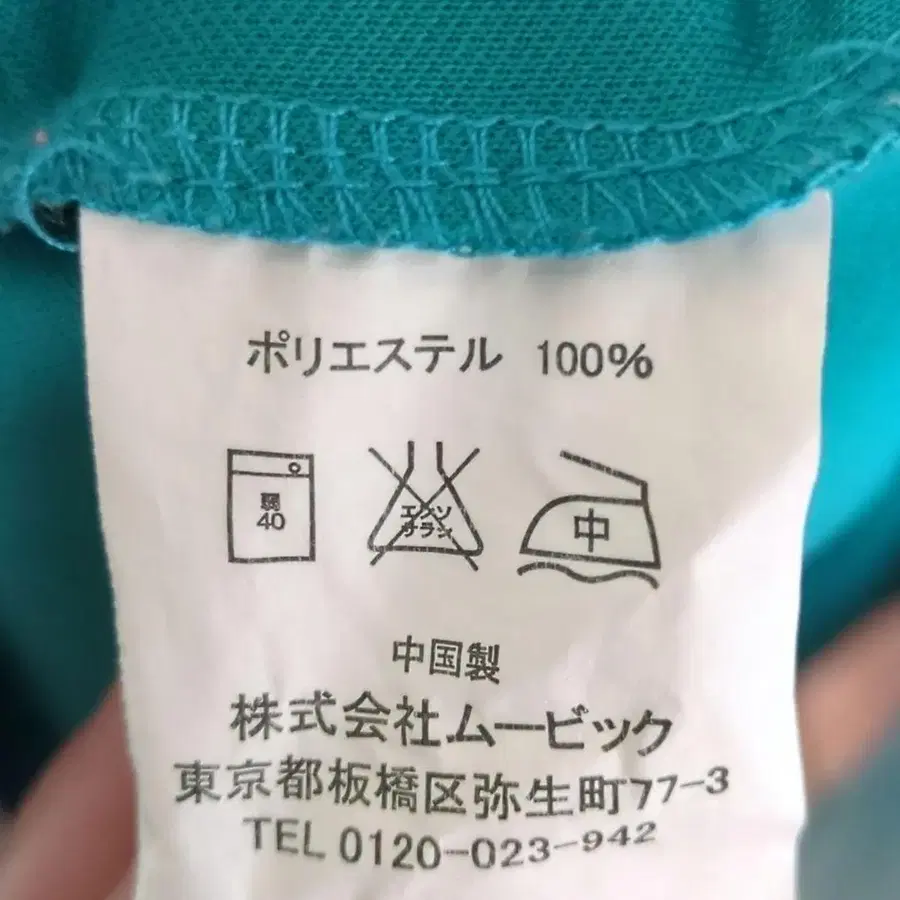 ポリエステル 100%
弱
40
エンソ
サラシ
中
中国製
株式会社ムービック
東京都板橋区弥生町77-3
TEL 0120-023-942